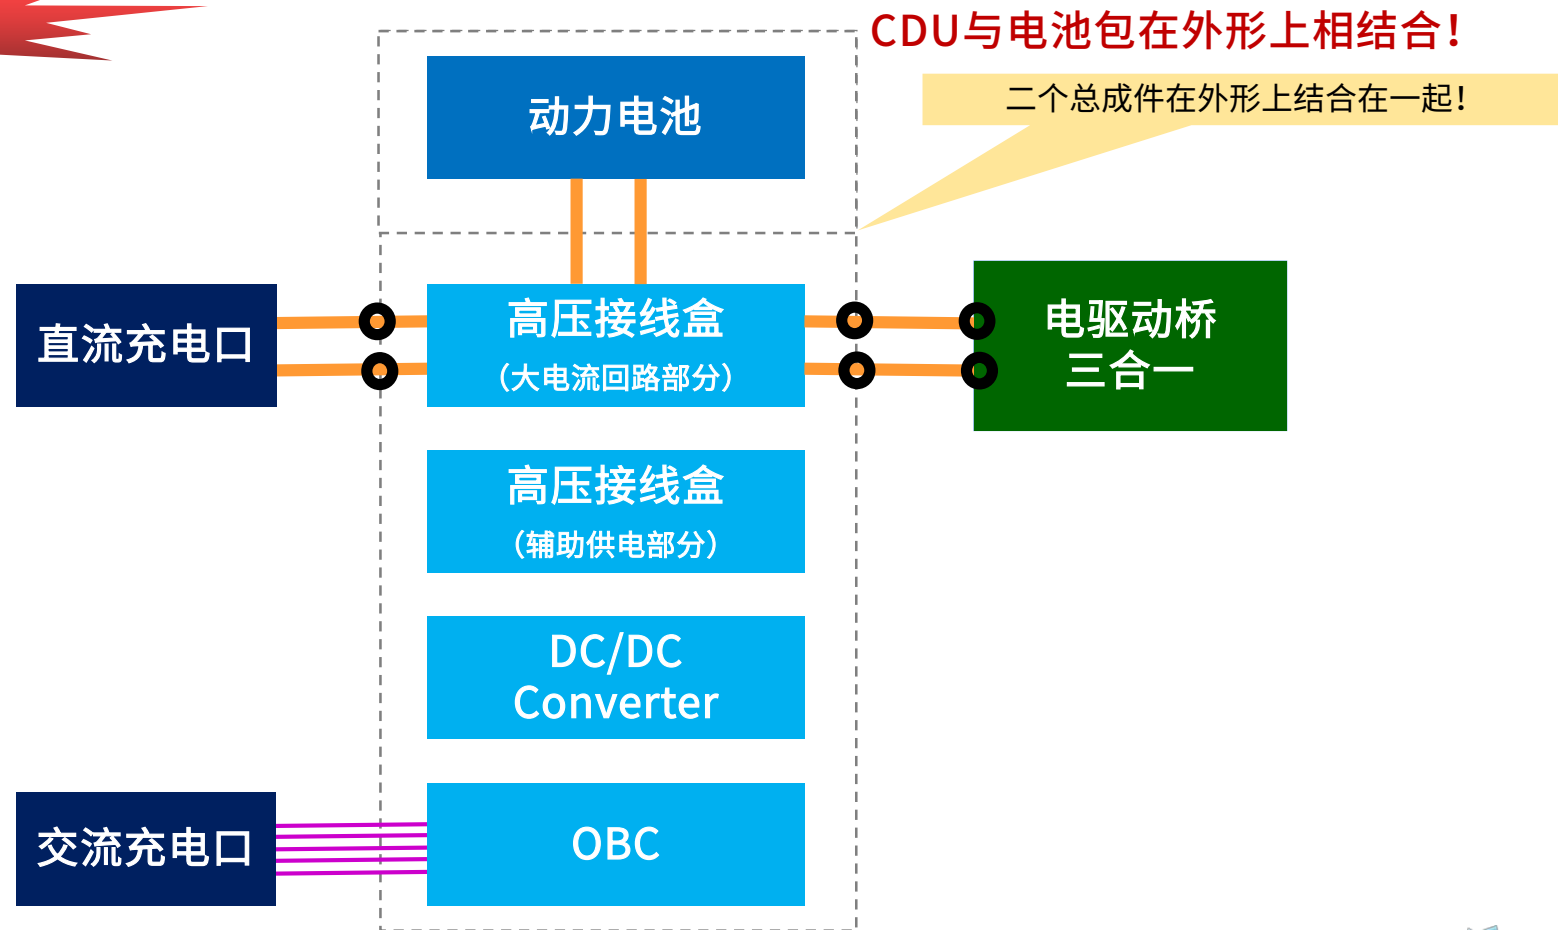 CDU与电池包在外形上相结合！
二个总成件在外形上结合在一起！
动力电池
直流充电口
高压接线盒
（大电流回路部分）
电驱动桥
三合一
高压接线盒
（辅助供电部分）
DC/DC
Converter
交流充电口
OBC